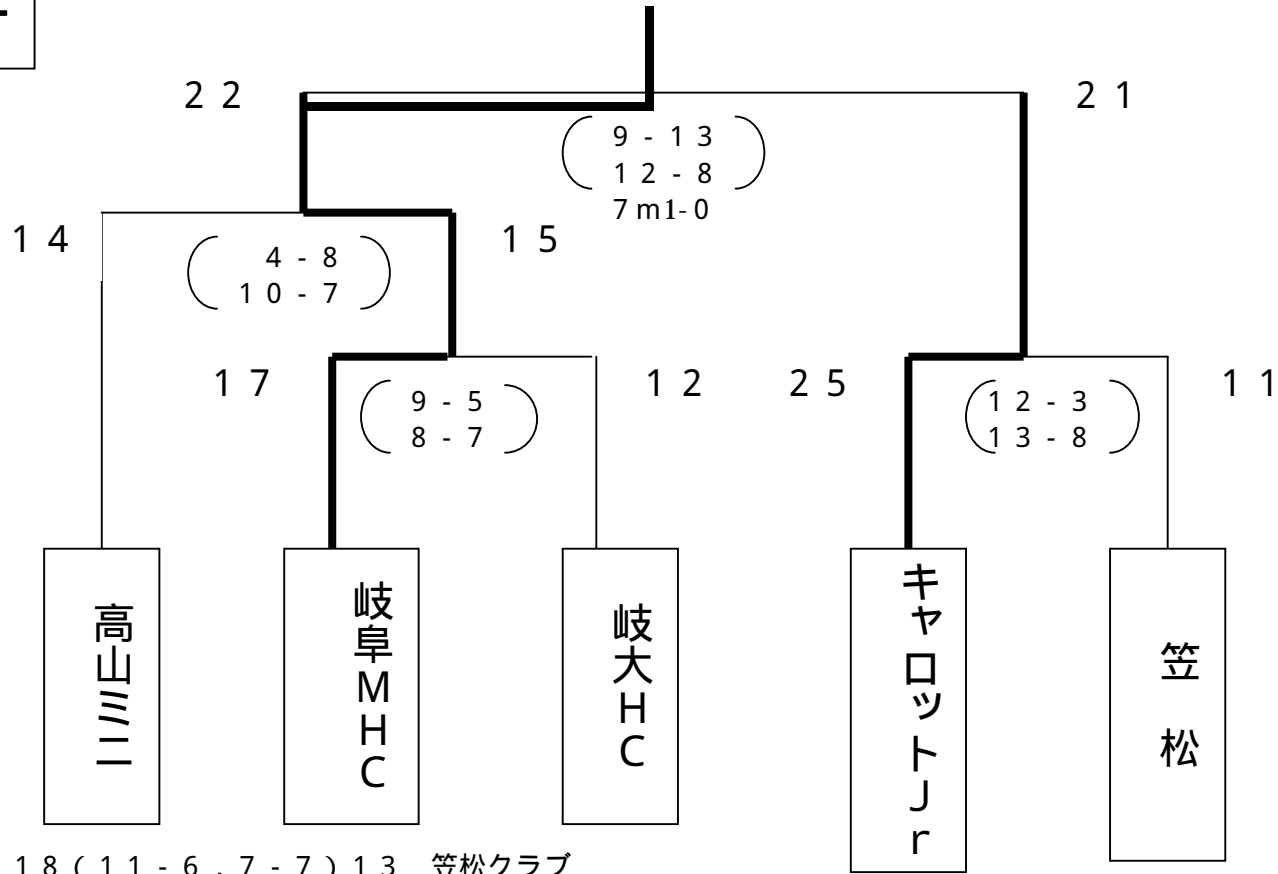 ２２
２１
９-１３
１２-８
７m1-0
１４
１５
４-８
１０-７
１７
１２
２５
１１
９-５
８-７
１２-３
１３-８
高山ミニ
岐阜ＭＨＣ
岐大ＨＣ
キャロットＪｒ
笠松
１８(１１-６，７-７)１３　笠松クラブ